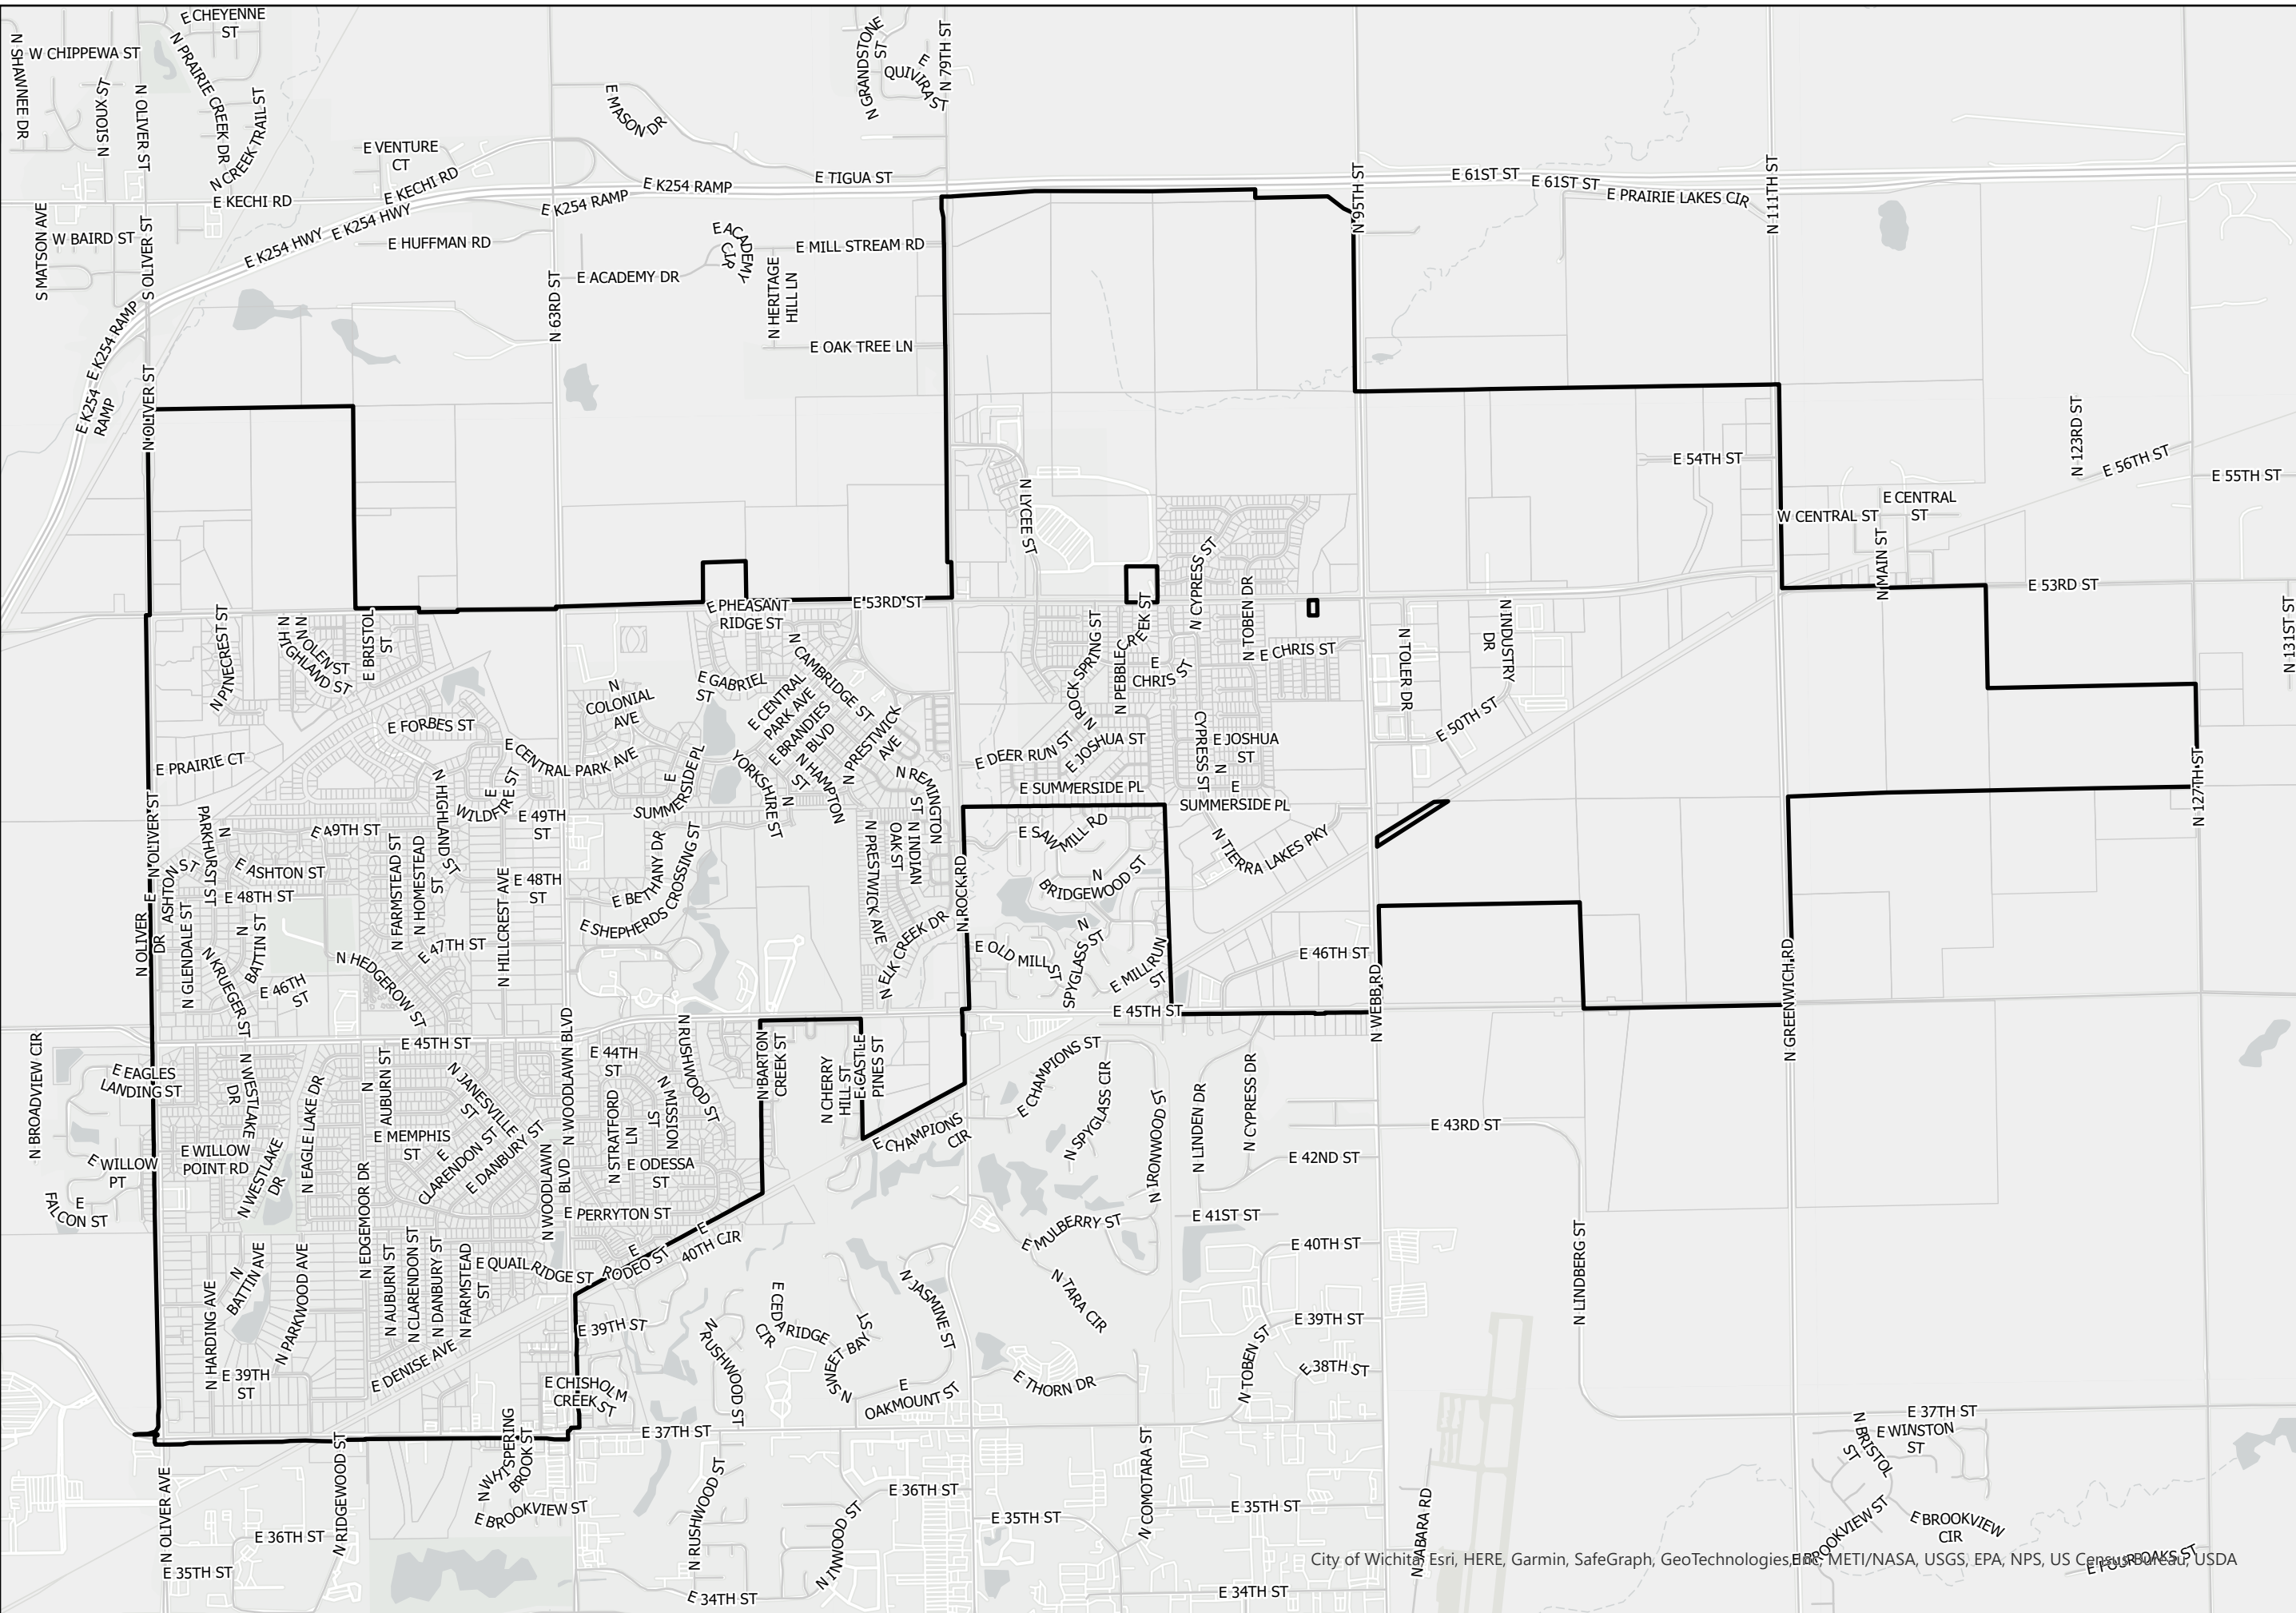 E CHEYENNE
ST
N SHAWNEE DR
W CHIPPEWA ST
N SIOUX ST
N OLIVER ST
N PRAIRIE CREEK DR
N CREEK TRAIL ST
E MASON DR
N GRANDSTONE
ST
E
QUIVIRA ST
N 79TH ST
E VENTURE
CT
E KECHI RD
E KECHI RD
E K254 RAMP
E TIGUA ST
E K254 RAMP
E K254 HWY
E K254 HWY
E HUFFMAN RD
S MATSON AVE
W BAIRD ST
S OLIVER ST
E K254 RAMP
E K254
RAMP
N OLIVER ST
N 63RD ST
E ACADEMY DR
E ACADEMY
CIR
E MILL STREAM RD
N HERITAGE
HILL LN
E OAK TREE LN
N 95TH ST
E 61ST ST
E 61ST ST
E PRAIRIE LAKES CIR
N 111TH ST
N LYCEE ST
E 54TH ST
N 123RD ST
E 56TH ST
E 55TH ST
E CENTRAL
ST
W CENTRAL ST
N MAIN ST
E 53RD ST
N 131ST ST
N 127TH ST
N PINECREST ST
N NOLEN ST
N HIGHLAND ST
E BRISTOL
ST
E PHEASANT
RIDGE ST
E 53RD ST
N CAMBRIDGE ST
E GABRIEL
ST
N
COLONIAL
AVE
E CENTRAL
PARK AVE
E BRANDIES
BLVD
N HAMPTON
ST
N PRESTWICK
AVE
N REMINGTON
ST
YORKSHIRE ST
N
E FORBES ST
E CENTRAL PARK AVE
E
SUMMERSIDE PL
E PRAIRIE CT
N OLIVER ST
N HIGHLAND ST
E
WILDFIRE ST
E 49TH
ST
N
PARKHURST ST
E 49TH ST
E ASHTON ST
E
ASHTON ST
E 48TH ST
N FARMSTEAD ST
N HOMESTEAD
ST
E 48TH
ST
N HILLCREST AVE
E BETHANY DR
E SHEPHERDS CROSSING ST
N OLIVER
DR
N GLENDALE ST
N KRUEGER ST
N
BATTIN ST
E 46TH
ST
N HEDGEROW ST
E 47TH ST
N PRESTWICK AVE
OAK ST
N INDIAN
N ELK CREEK DR
N ROCK RD
N CYPRESS ST
N TOBEN DR
N PEBBLE CREEK ST
N ROCK SPRING ST
E
CHRIS ST
E CHRIS ST
N TOLER DR
N INDUSTRY
DR
E 50TH ST
E DEER RUN ST
E JOSHUA ST
N
CYPRESS ST
E JOSHUA
ST
E SUMMERSIDE PL
E
SUMMERSIDE PL
E SAW MILL RD
N
BRIDGEWOOD ST
N TIERRA LAKES PKY
E OLD MILL ST
N
SPYGLASS ST
E MILLRUN
ST
E 46TH ST
N WEBB RD
E 45TH ST
N GREENWICH RD
N BROADVIEW CIR
E EAGLES
LANDING ST
E WILLOW
PT
E
FALCON ST
N WESTLAKE
DR
E WILLOW
POINT RD
N WESTLAKE
DR
N EAGLE LAKE DR
E 45TH ST
N
AUBURN ST
N JANESVILLE
ST
E MEMPHIS
ST
E
CLARENDON ST
E DANBURY ST
N EDGEMOOR DR
N WOODLAWN BLVD
N WOODLAWN
BLVD
E 44TH
ST
N STRATFORD
LN
N MISSION
ST
N RUSHWOOD ST
E ODESSA
ST
E PERRYTON ST
N BARTON
CREEK ST
N CHERRY
HILL ST
E CASTLE
PINES ST
E CHAMPIONS
CIR
E CHAMPIONS ST
N SPYGLASS CIR
N IRONWOOD ST
N LINDEN DR
N CYPRESS DR
E 43RD ST
E 42ND ST
E 41ST ST
E MULBERRY ST
E 40TH ST
N LINDBERG ST
N HARDING AVE
N
BATTIN AVE
N PARKWOOD AVE
N AUBURN ST
N CLARENDON ST
N DANBURY ST
N FARMSTEAD
ST
E QUAIL RIDGE ST
E
RODEO ST
E
40TH CIR
E 39TH
ST
E DENISE AVE
E 39TH ST
E CHISHOLM
CREEK ST
N
RUSHWOOD ST
E CEDAR RIDGE
CIR
N SWEET BAY ST
N JASMINE ST
E
OAKMOUNT ST
N TARA CIR
E THORN DR
N TOBEN ST
E 39TH ST
E 38TH ST
N OLIVER AVE
N RIDGEWOOD ST
N WHISPERING
BROOK ST
E BROOKVIEW ST
E 36TH ST
E 35TH ST
E 37TH ST
N RUSHWOOD ST
E 34TH ST
N INWOOD ST
E 36TH ST
E 35TH ST
N COMOTARA ST
E 35TH ST
E 34TH ST
N JABARA RD
E 37TH ST
E WINSTON
ST
N BRISTOL
ST
E BROOKVIEW ST
E BROOKVIEW
CIR
E FOUR OAKS ST
City of Wichita, Esri, HERE, Garmin, SafeGraph, GeoTechnologies, Inc, METI/NASA, USGS, EPA, NPS, US Census Bureau, USDA